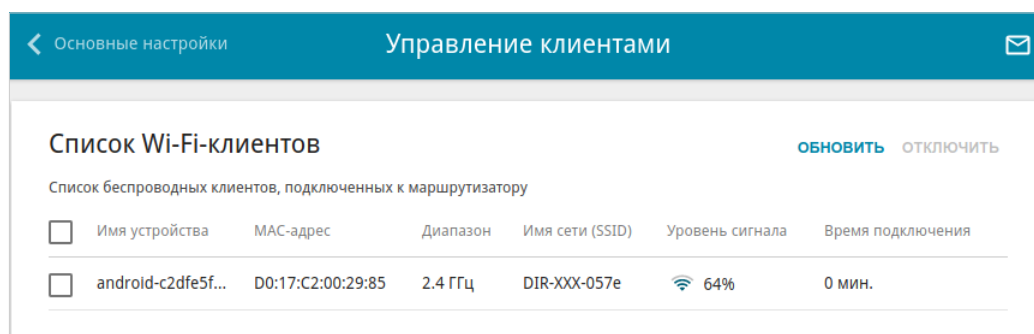 Основные настройки Управление клиентами
Список Wi-Fi-клиентов ОБНОВИТЬ ОТКЛЮЧИТЬ
Список беспроводных клиентов, подключенных к маршрутизатору
Имя устройства MAC-адрес Диапазон Имя сети (SSID) Уровень сигнала Время подключения
android-c2dfe5f... D0:17:C2:00:29:85 2.4 ГГц DIR-XXX-057e 64% 0 мин.